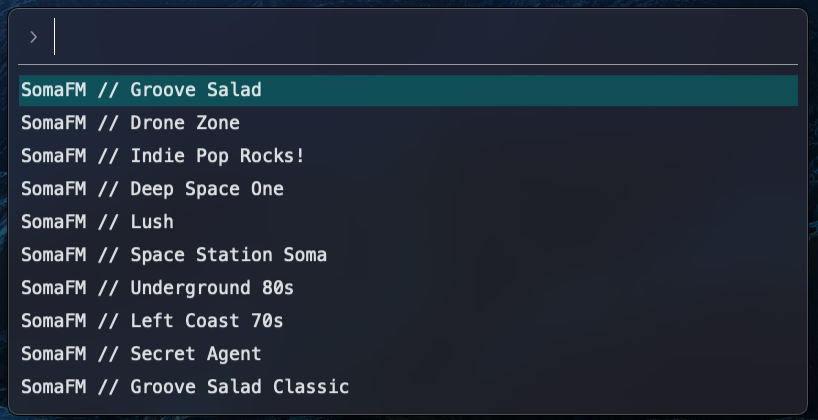 >
SomaFM // Groove Salad
SomaFM // Drone Zone
SomaFM // Indie Pop Rocks!
SomaFM // Deep Space One
SomaFM // Lush
SomaFM // Space Station Soma
SomaFM // Underground 80s
SomaFM // Left Coast 70s
SomaFM // Secret Agent
SomaFM // Groove Salad Classic